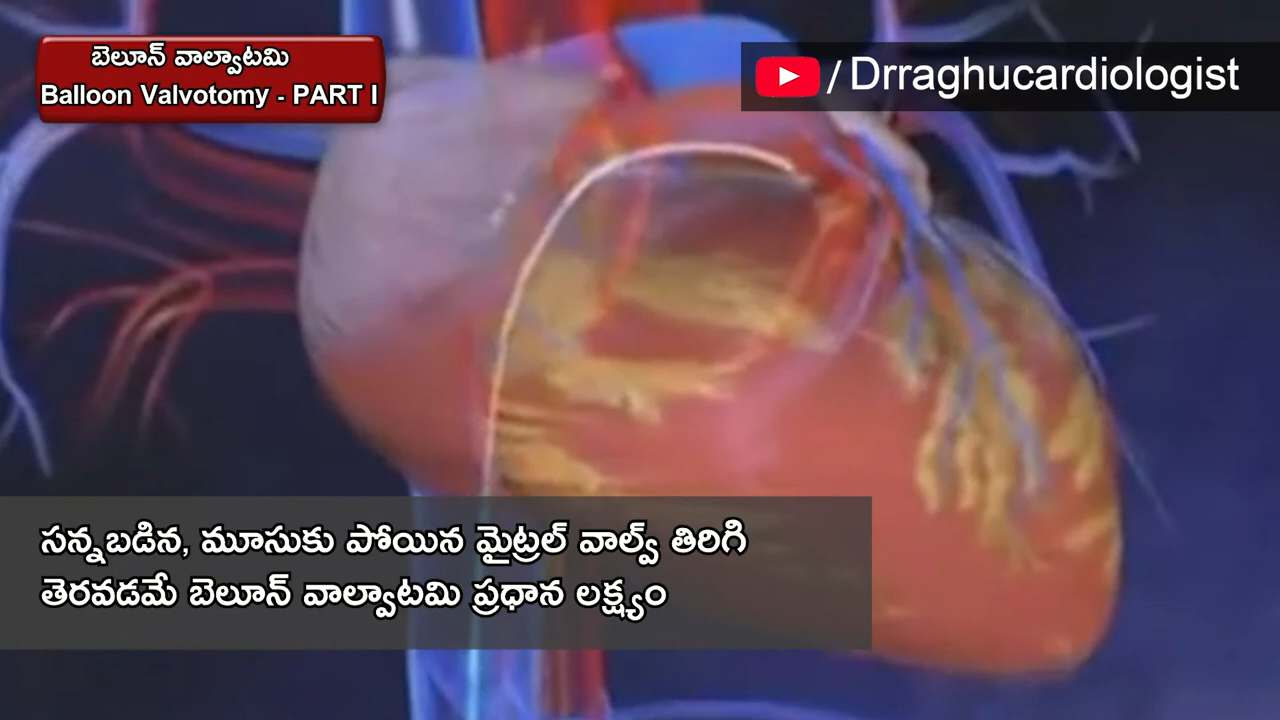 బెలూన్ వాల్వాటమి
Balloon Valvotomy - PART I
/ Drraghucardiologist
సన్నబడిన, మూసుకు పోయిన మైట్రల్ వాల్వ్ తిరిగి
తెరవడమే బెలూన్ వాల్వాటమి ప్రధాన లక్ష్యం